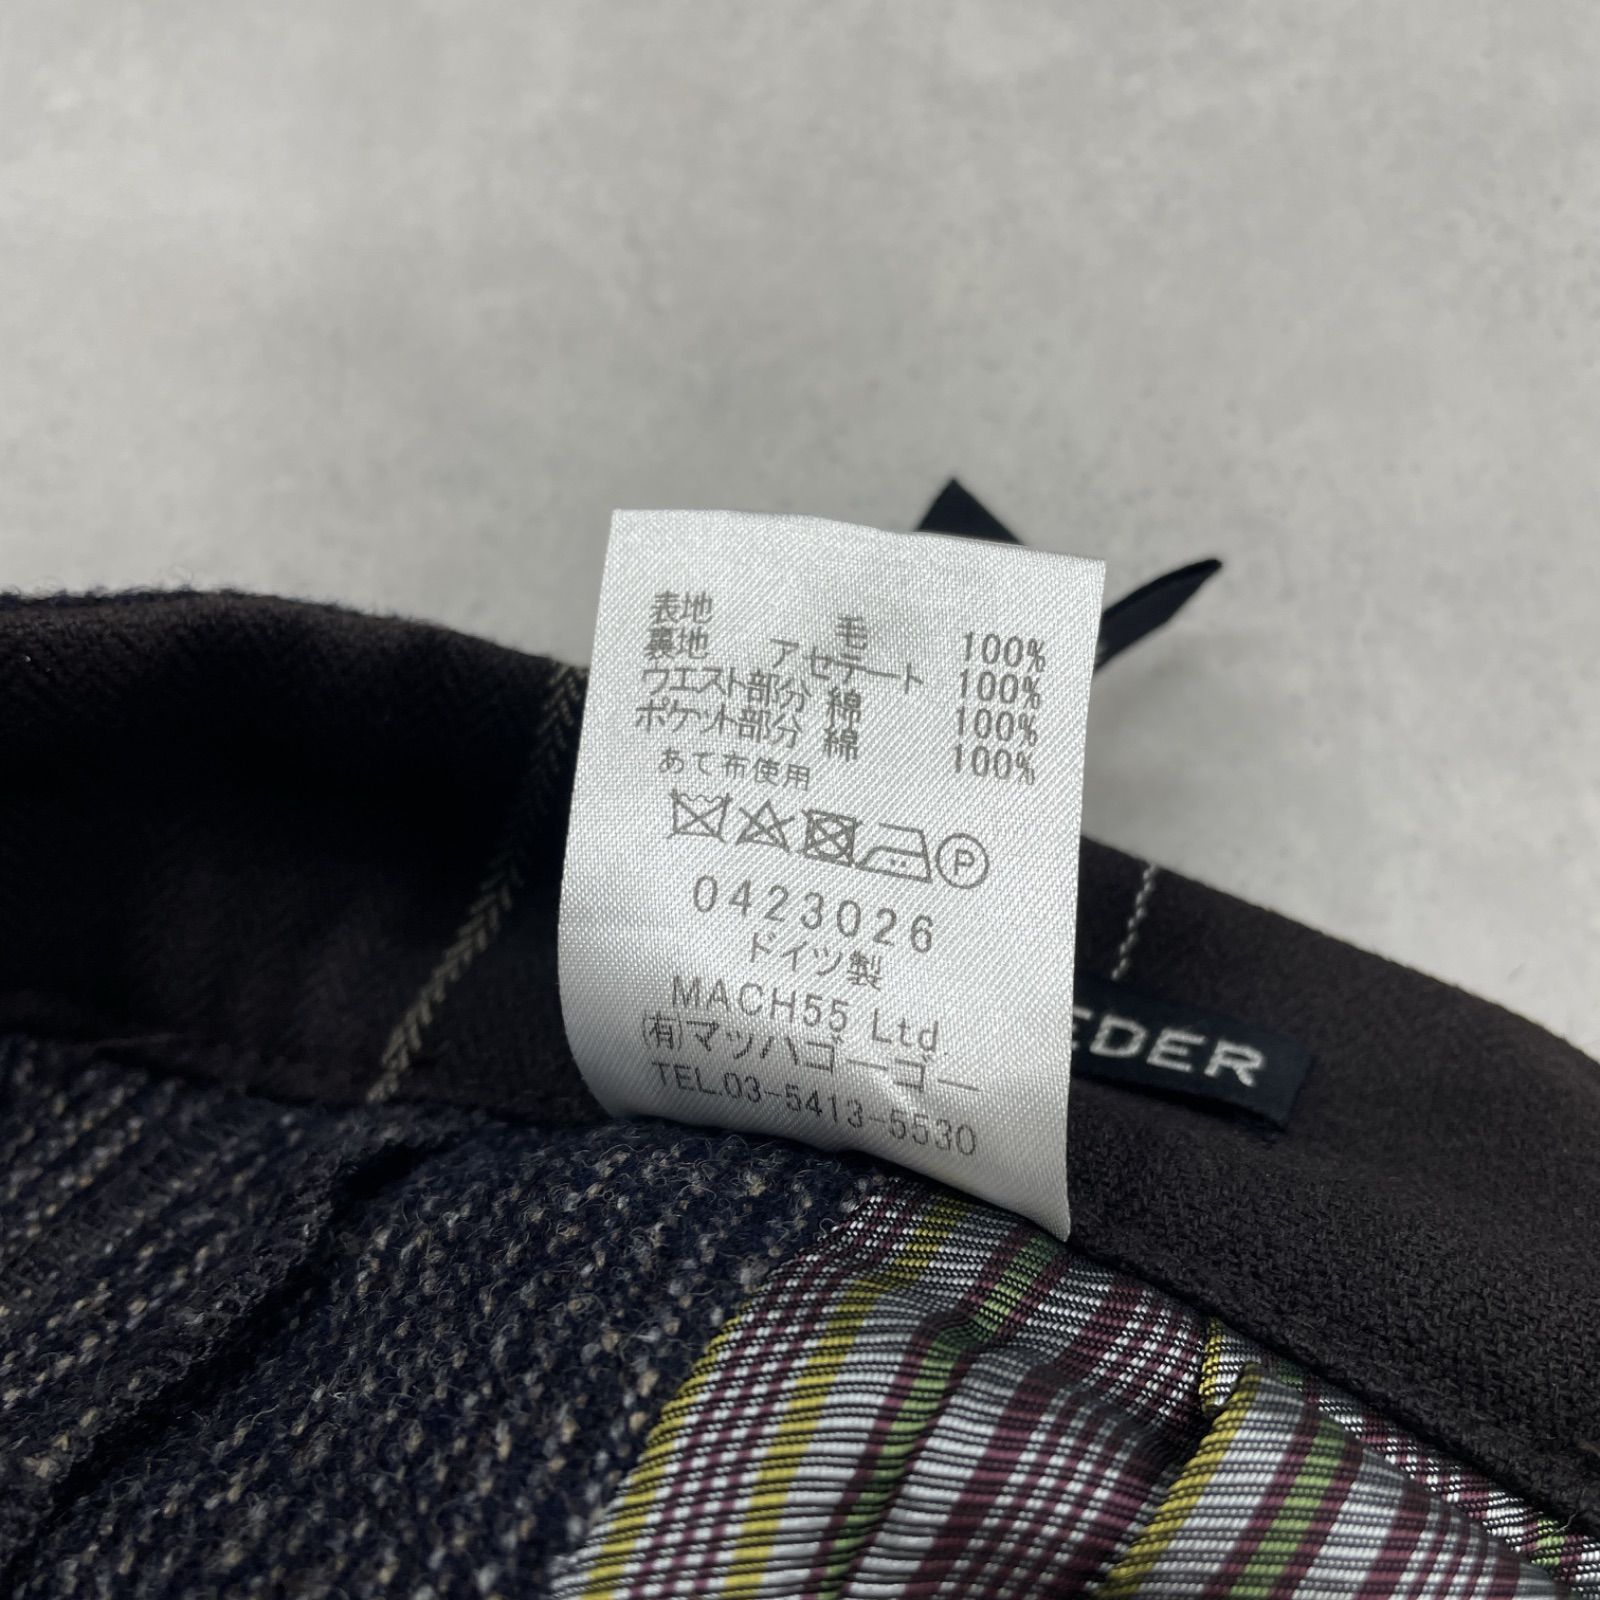 表地 毛 100%
裏地 アセテート 100%
ウエスト部分 綿 100%
ポケット部分 綿 100%
あて布使用
P
0423026
ドイツ製
MACH55 Ltd.
(有)マッハゴーゴー
TEL.03-5413-5530
EDER